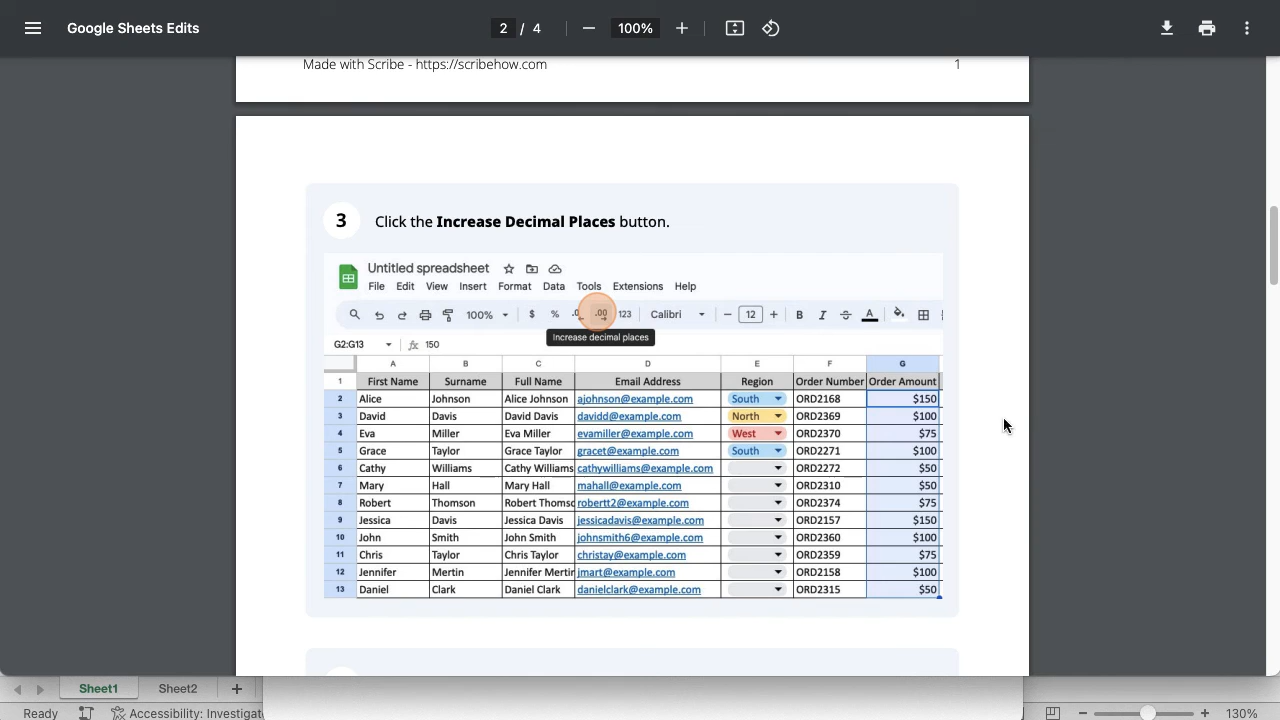 Google Sheets Edits
2 / 4
100%
Made with Scribe - https://scribehow.com
1
3 Click the Increase Decimal Places button.
Untitled spreadsheet
File Edit View Insert Format Data Tools Extensions Help
100% $ % .0 .00 123 Calibri 12 B I S A
Increase decimal places
G2:G13 fx 150
A B C D E F G
1 First Name Surname Full Name Email Address Region Order Number Order Amount
2 Alice Johnson Alice Johnson ajohnson@example.com South ORD2168 $150
3 David Davis David Davis davidd@example.com North ORD2369 $100
4 Eva Miller Eva Miller evamiller@example.com West ORD2370 $75
5 Grace Taylor Grace Taylor gracet@example.com South ORD2271 $100
6 Cathy Williams Cathy Williams cathywilliams@example.com ORD2272 $50
7 Mary Hall Mary Hall mahall@example.com ORD2310 $50
8 Robert Thomson Robert Thomsc robertt2@example.com ORD2374 $75
9 Jessica Davis Jessica Davis jessicadavis@example.com ORD2157 $150
10 John Smith John Smith johnsmith6@example.com ORD2360 $100
11 Chris Taylor Chris Taylor christay@example.com ORD2359 $75
12 Jennifer Mertin Jennifer Mertin jmart@example.com ORD2158 $100
13 Daniel Clark Daniel Clark danielclark@example.com ORD2315 $50
Sheet1 Sheet2 +
Ready Accessibility: Investigat 130%